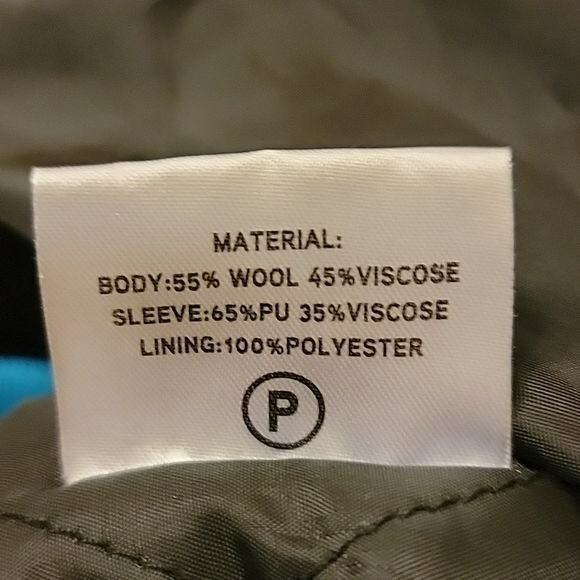 MATERIAL:
BODY:55% WOOL 45%VISCOSE
SLEEVE:65%PU 35%VISCOSE
LINING:100%POLYESTER
P